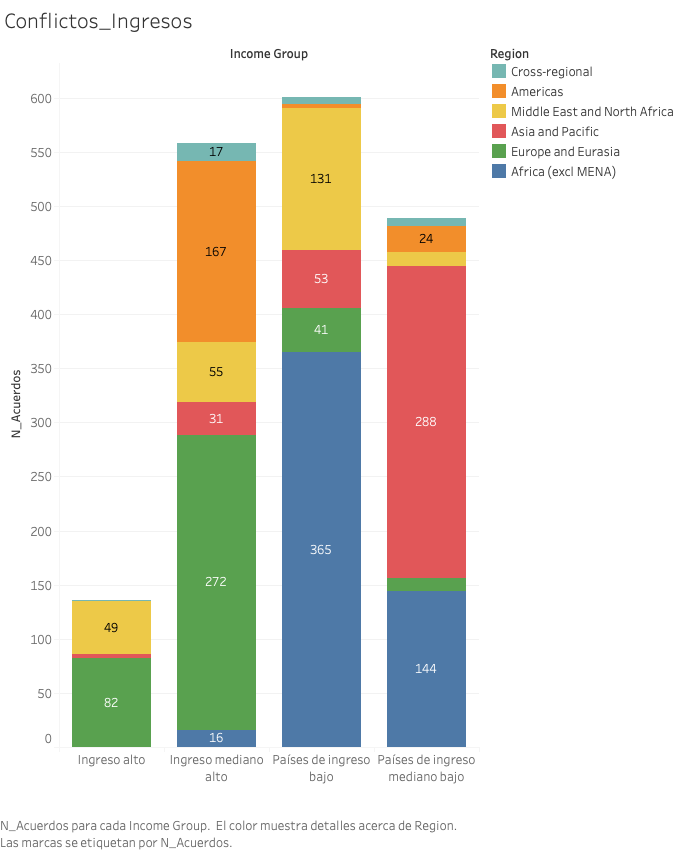 Conflictos_Ingresos
Income Group
Region
Cross-regional
Americas
Middle East and North Africa
Asia and Pacific
Europe and Eurasia
Africa (excl MENA)
N_Acuerdos
600
550
500
450
400
350
300
250
200
150
100
50
0
49
82
17
167
55
31
272
16
131
53
41
365
24
288
144
Ingreso alto
Ingreso mediano
alto
Países de ingreso
bajo
Países de ingreso
mediano bajo
N_Acuerdos para cada Income Group.  El color muestra detalles acerca de Region.
Las marcas se etiquetan por N_Acuerdos.